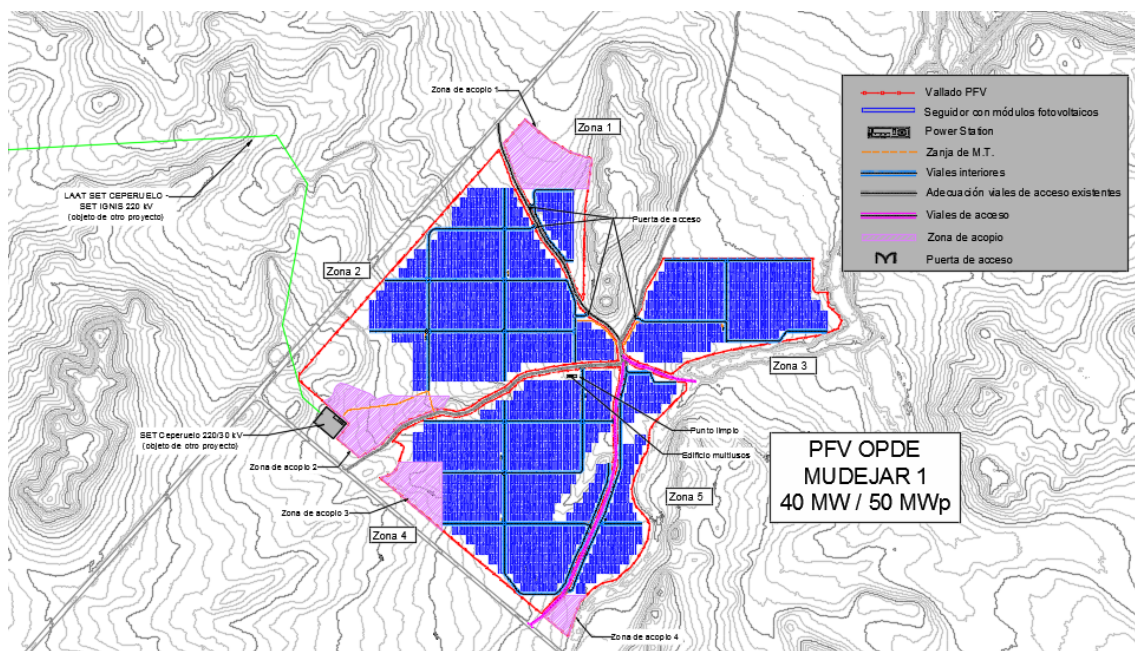 Zona de acopio 1
Zona 1
Vallado PFV
Seguidor con módulos fotovoltaicos
Power Station
Zanja de M.T.
Viales interiores
Adecuación viales de acceso existentes
Viales de acceso
Zona de acopio
Puerta de acceso
LAAT SET CEPERUELO -
SET IGNIS 220 kV
(objeto de otro proyecto)
Puerta de acceso
Zona 2
Zona 3
SET Ceperuelo 220/30 kV
(objeto de otro proyecto)
Punto limpio
Edificio multiusos
Zona de acopio 2
PFV OPDE
MUDEJAR 1
40 MW / 50 MWp
Zona 5
Zona de acopio 3
Zona 4
Zona de acopio 4